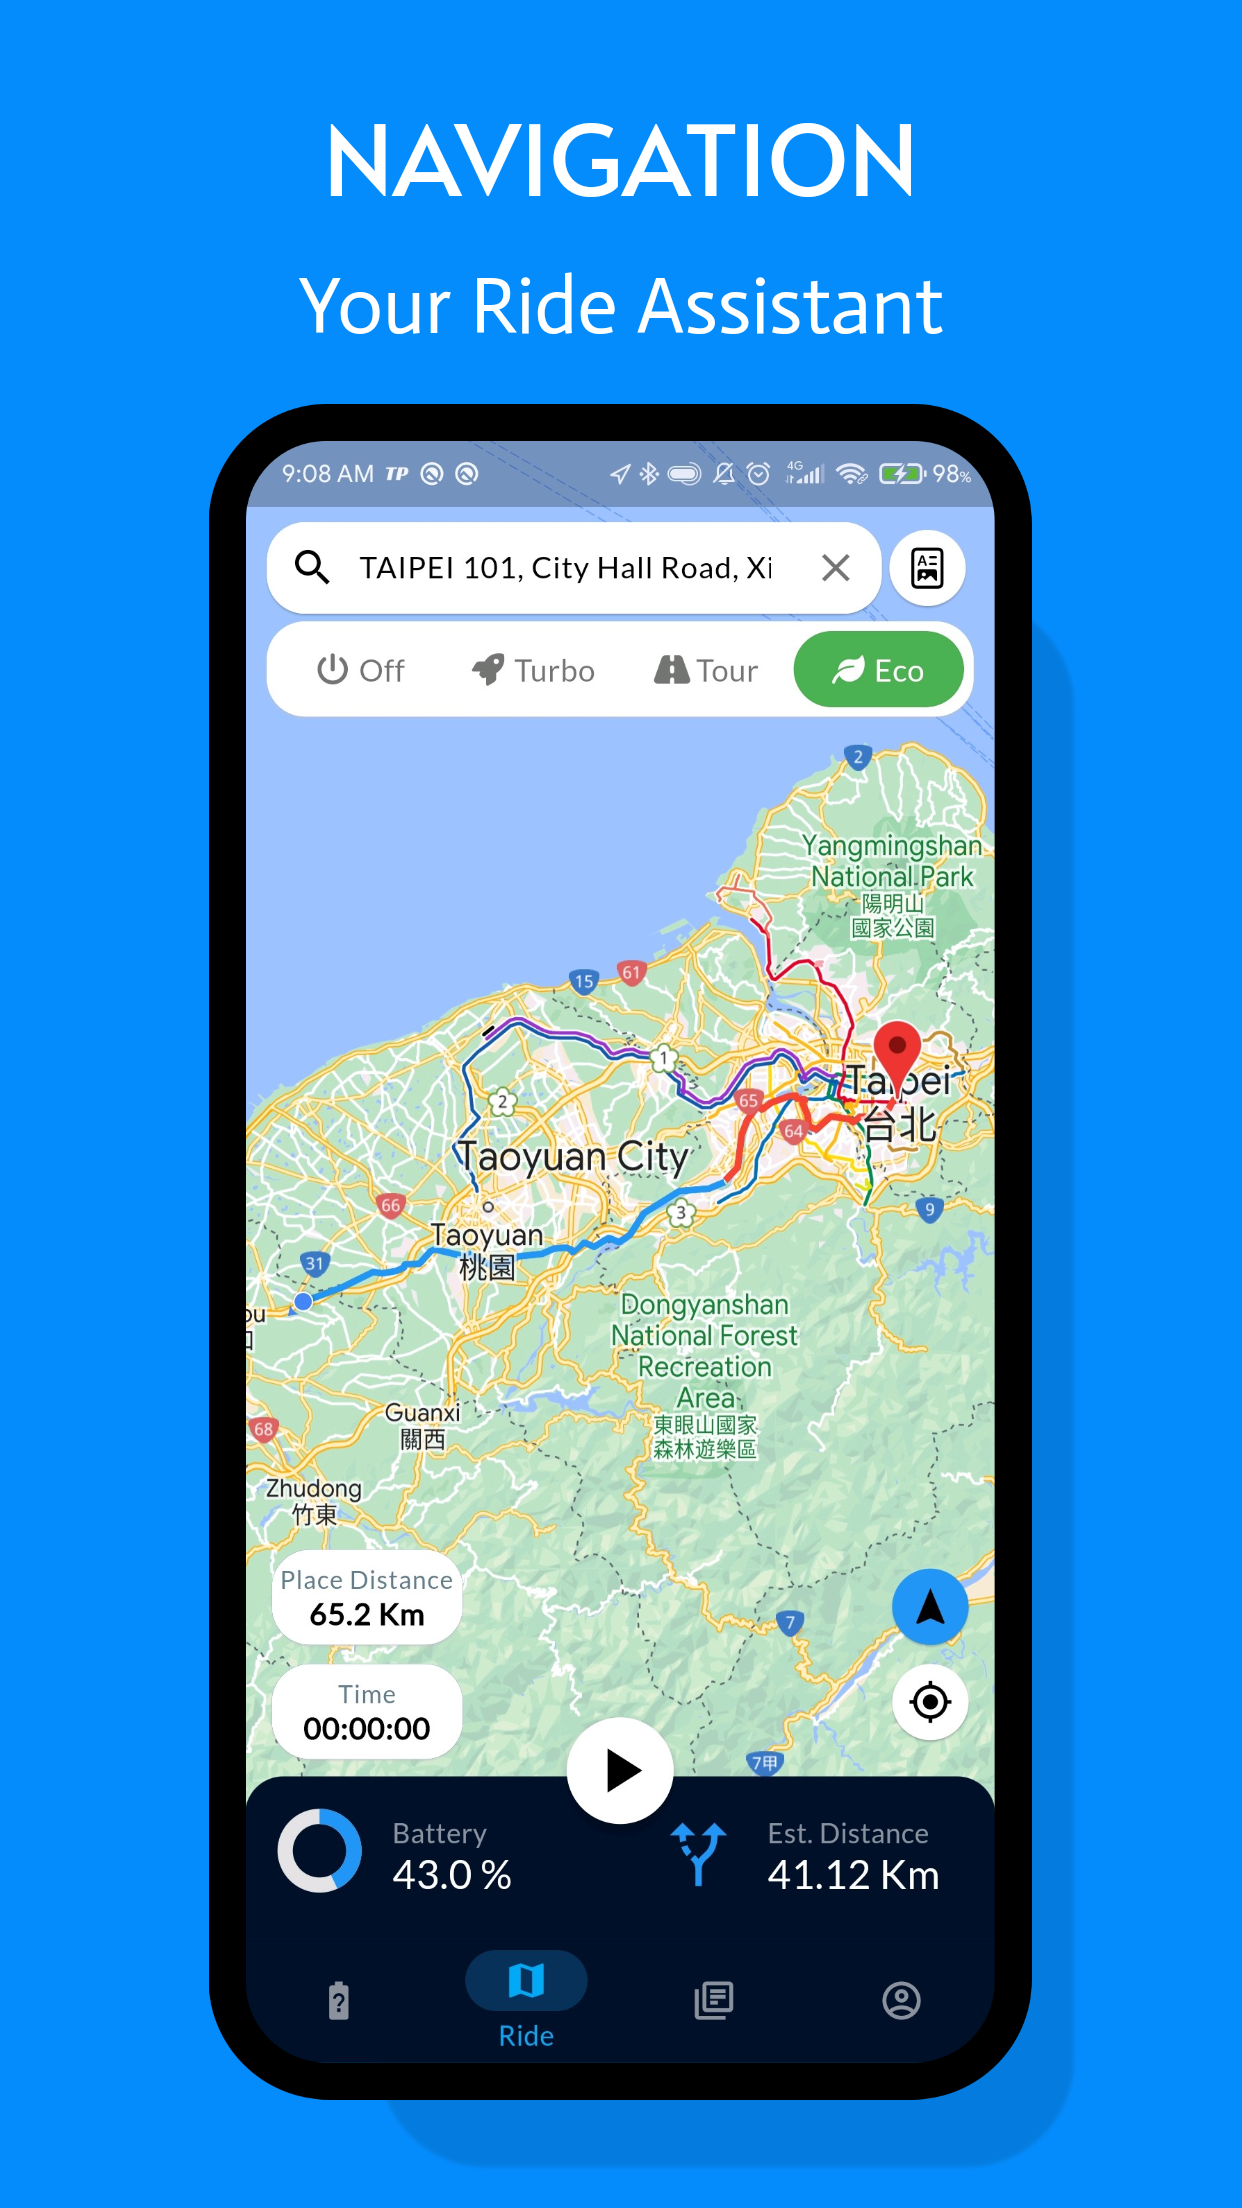 NAVIGATION
Your Ride Assistant
9:08 AM TP 4G 98%
TAIPEI 101, City Hall Road, Xi
Off Turbo Tour Eco
2
Yangmingshan
National Park
陽明山
國家公園
15 61
1
2
Taipei
台北
65
64
Taoyuan City
66
3
9
Taoyuan
桃園
31
ou
Dongyanshan
National Forest
Recreation
Area
東眼山國家
森林遊樂區
Guanxi
關西
68
Zhudong
竹東
Place Distance
65.2 Km
7
Time
00:00:00
7甲
Battery
43.0 %
Est. Distance
41.12 Km
Ride